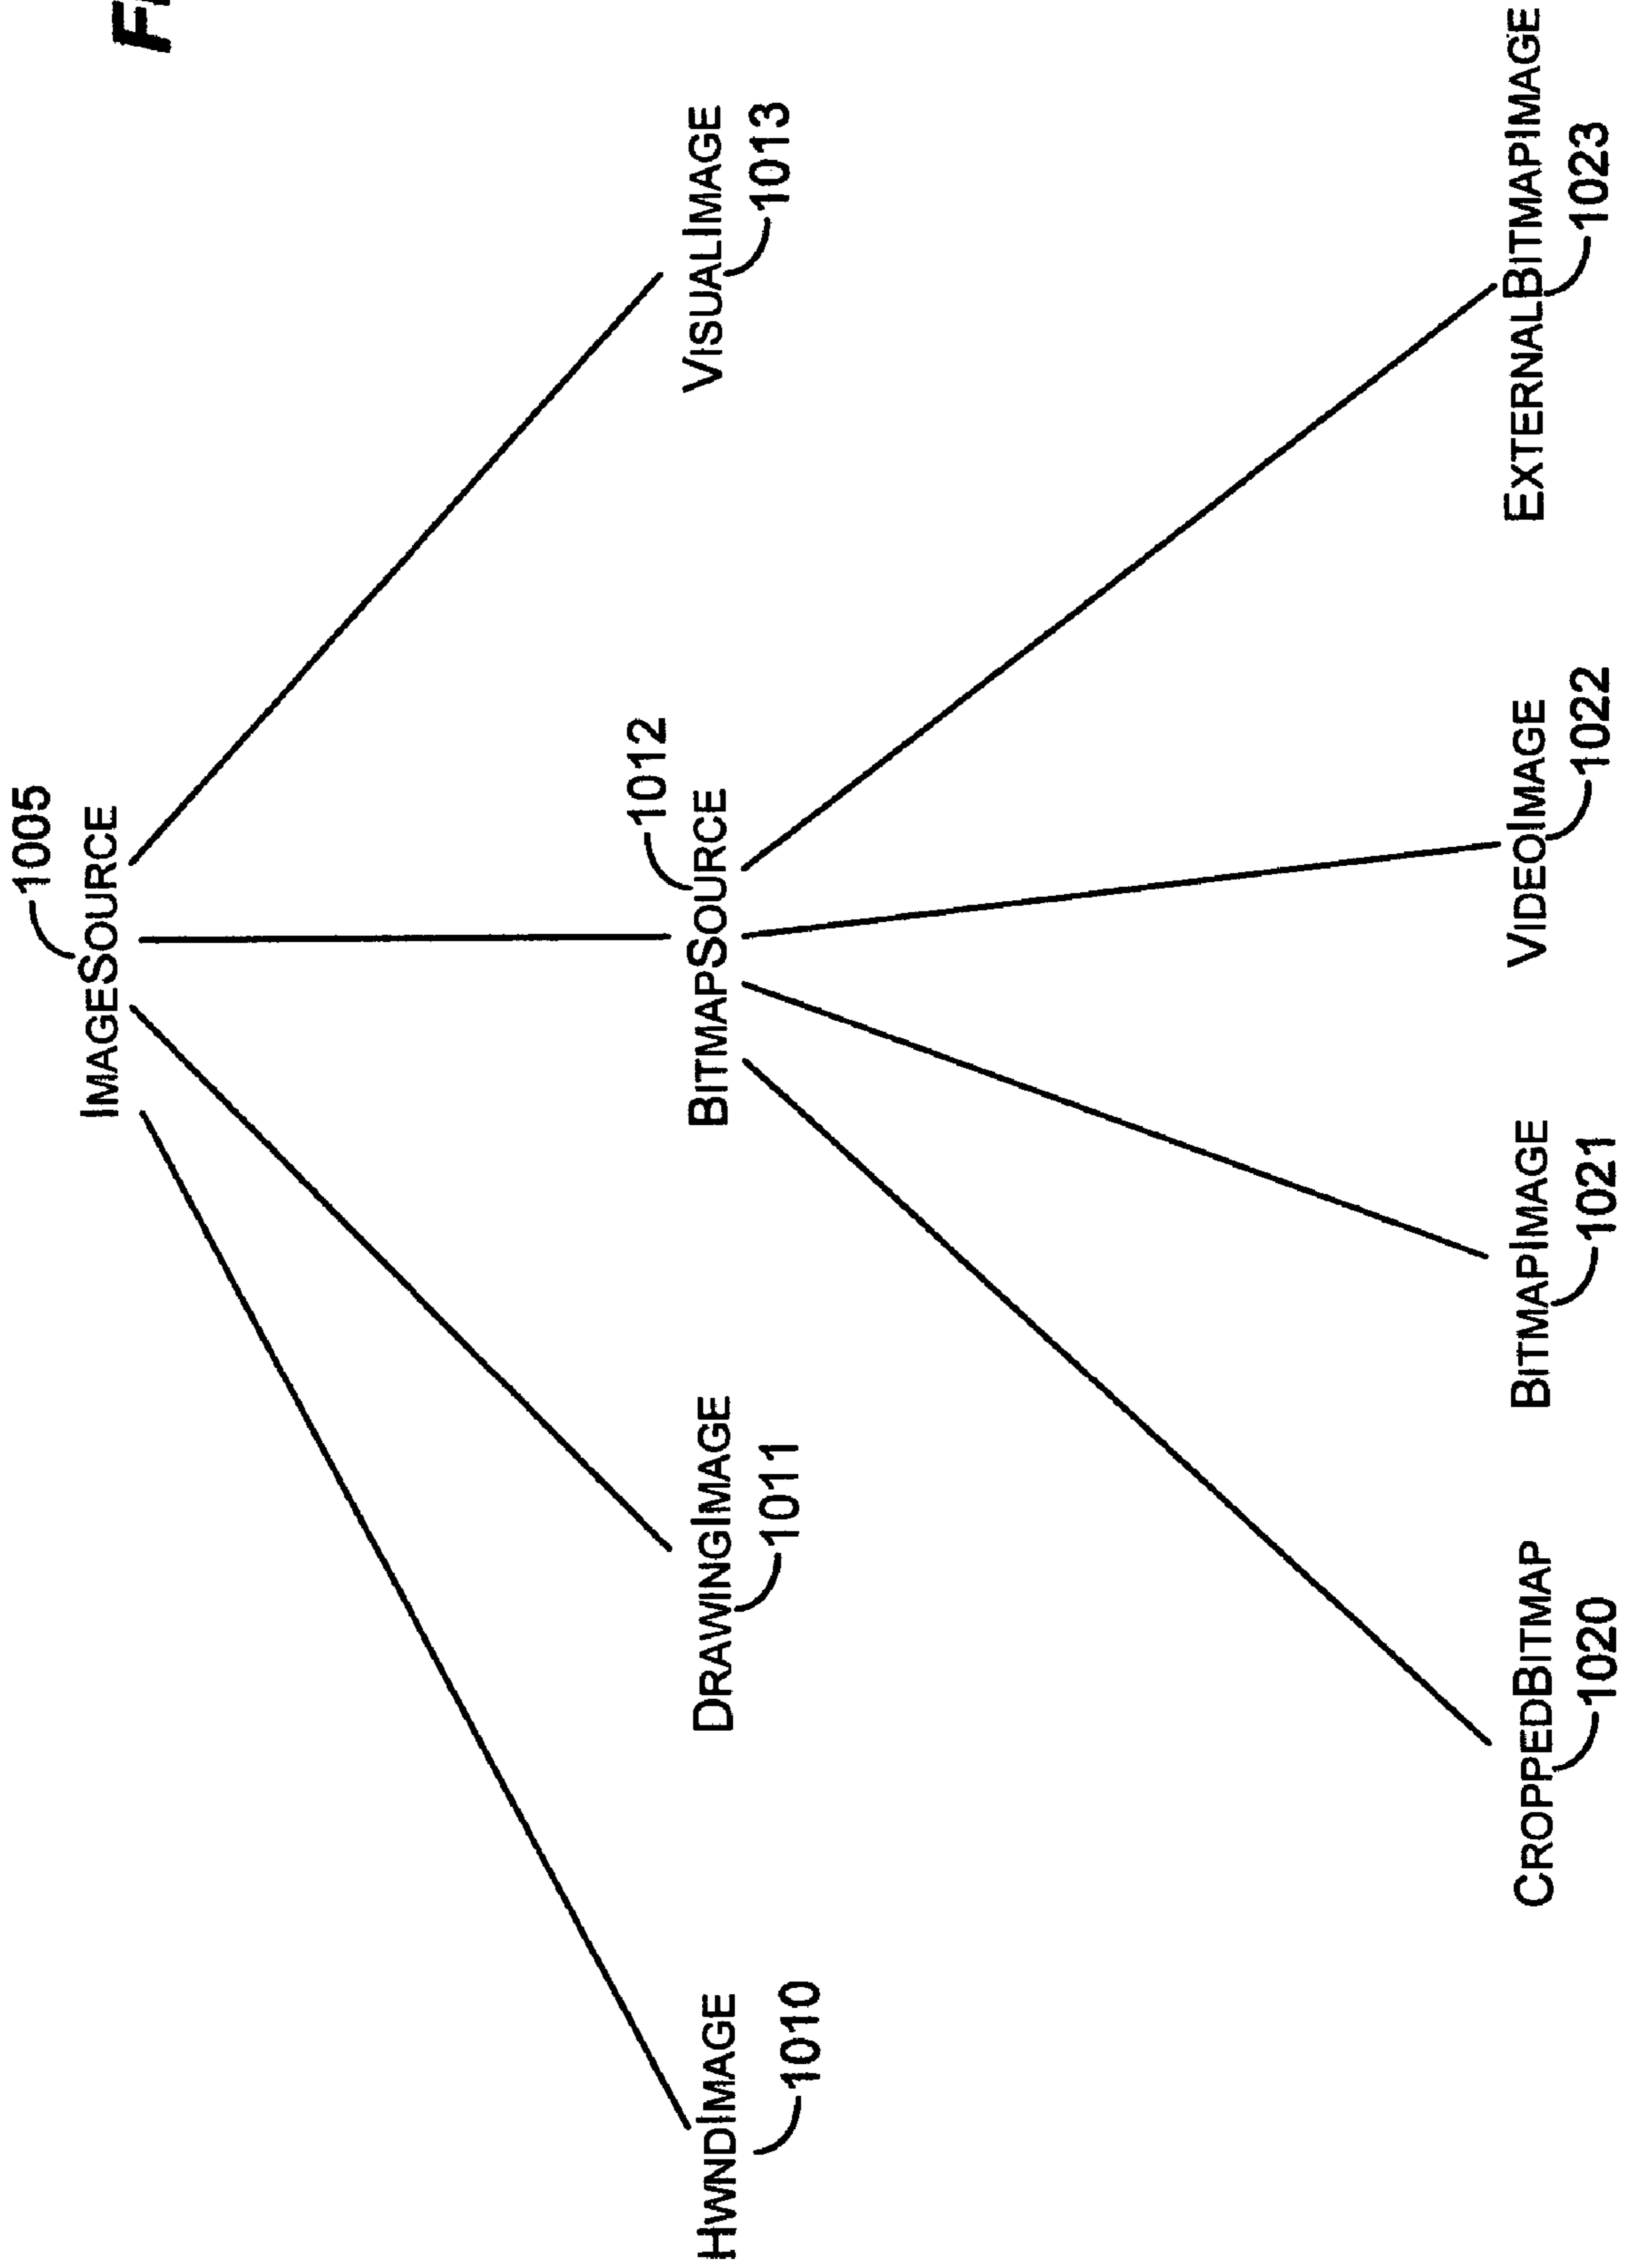 1005
IMAGESOURCE
1012
HWNDIMAGE
DRAWINGIMAGE
BITMAPSOURCE
VISUALIMAGE
1010
1011
1013
CROPPEDBITMAP
BITMAPIMAGE
VIDEOIMAGE
EXTERNALBITMAPIMAGE
1020
1021
1022
1023